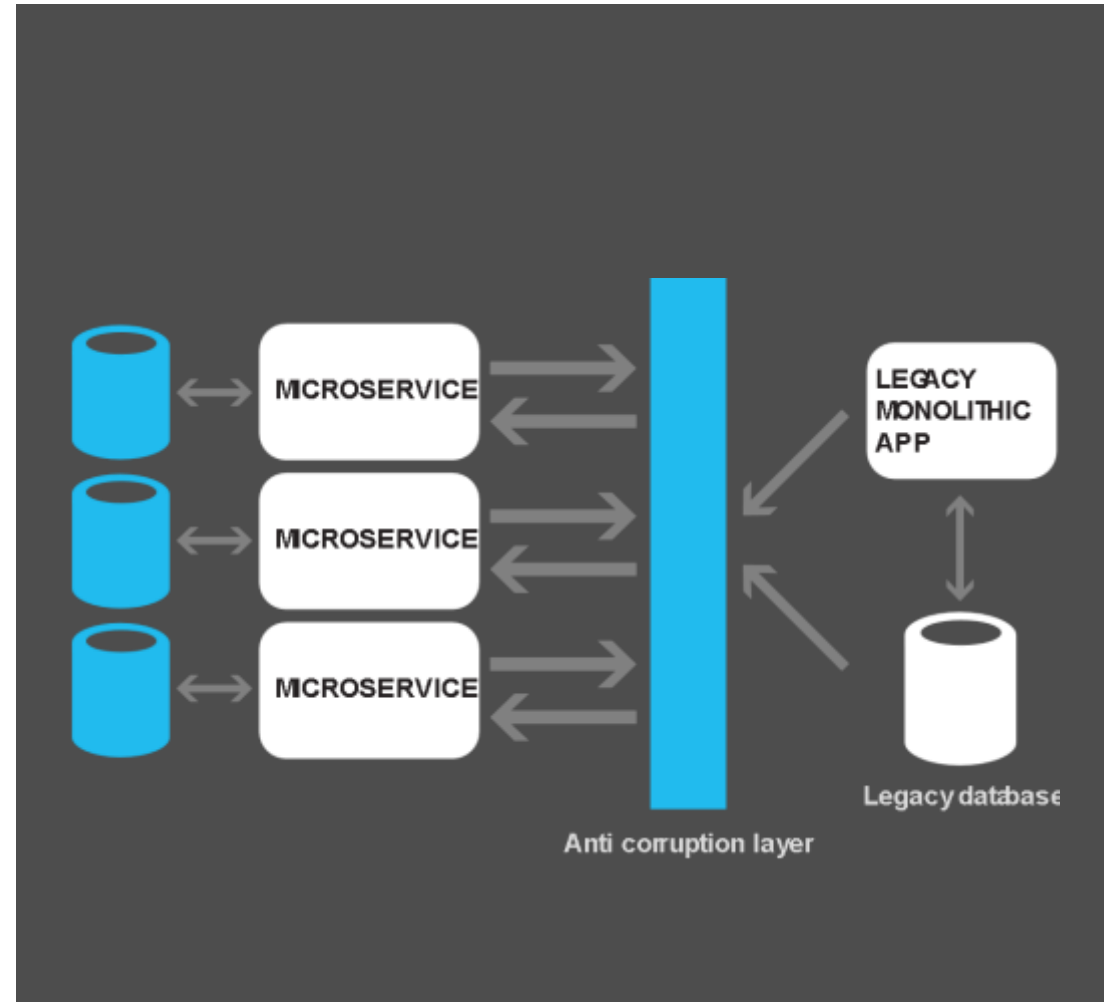 MICROSERVICE
LEGACY
MONOLITHIC
APP
MICROSERVICE
MICROSERVICE
Legacy database
Anti corruption layer